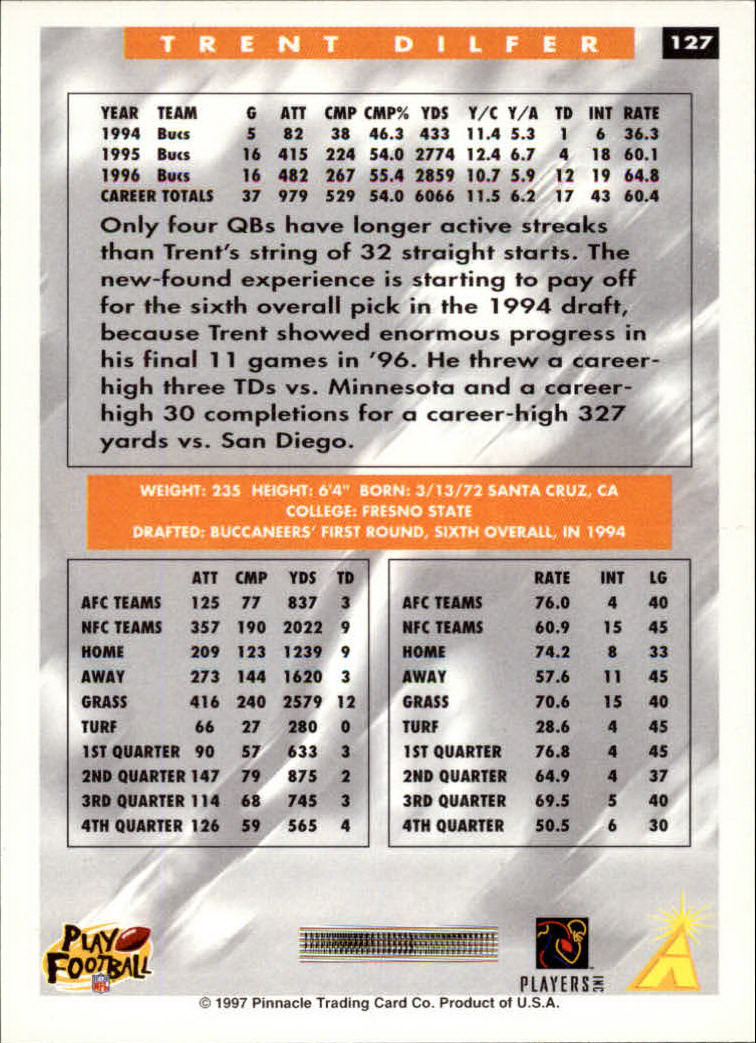 TRENT DILFER
127
YEAR TEAM G ATT CMP CMP% YDS Y/C Y/A TD INT RATE
1994 Bucs 5 82 38 46.3 433 11.4 5.3 1 6 36.3
1995 Bucs 16 415 224 54.0 2774 12.4 6.7 4 18 60.1
1996 Bucs 16 482 267 55.4 2859 10.7 5.9 12 19 64.8
CAREER TOTALS 37 979 529 54.0 6066 11.5 6.2 17 43 60.4
Only four QBs have longer active streaks
than Trent's string of 32 straight starts. The
new-found experience is starting to pay off
for the sixth overall pick in the 1994 draft,
because Trent showed enormous progress in
his final 11 games in '96. He threw a career-
high three TDs vs. Minnesota and a career-
high 30 completions for a career-high 327
yards vs. San Diego.
WEIGHT: 235 HEIGHT: 6'4" BORN: 3/13/72 SANTA CRUZ, CA
COLLEGE: FRESNO STATE
DRAFTED: BUCCANEERS' FIRST ROUND, SIXTH OVERALL, IN 1994
ATT CMP YDS TD
AFC TEAMS 125 77 837 3
NFC TEAMS 357 190 2022 9
HOME 209 123 1239 9
AWAY 273 144 1620 3
GRASS 416 240 2579 12
TURF 66 27 280 0
1ST QUARTER 90 57 633 3
2ND QUARTER 147 79 875 2
3RD QUARTER 114 68 745 3
4TH QUARTER 126 59 565 4
RATE INT LG
AFC TEAMS 76.0 4 40
NFC TEAMS 60.9 15 45
HOME 74.2 8 33
AWAY 57.6 11 45
GRASS 70.6 15 40
TURF 28.6 4 45
1ST QUARTER 76.8 4 45
2ND QUARTER 64.9 4 37
3RD QUARTER 69.5 5 40
4TH QUARTER 50.5 6 30
PLAY
FOOTBALL
NFL
PLAYERS INC
© 1997 Pinnacle Trading Card Co. Product of U.S.A.